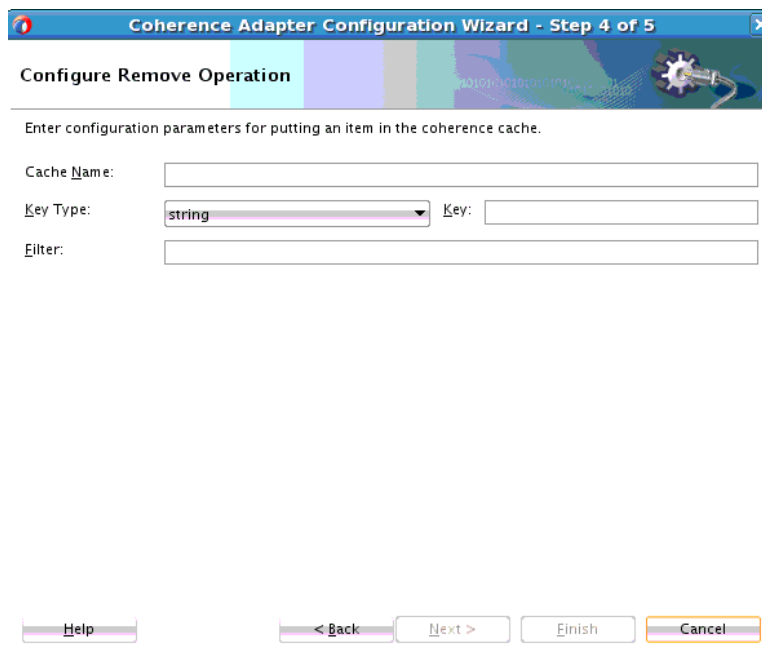 Coherence Adapter Configuration Wizard - Step 4 of 5
Configure Remove Operation
Enter configuration parameters for putting an item in the coherence cache.
Cache Name:
Key Type: string Key:
Filter:
Help < Back Next > Finish Cancel